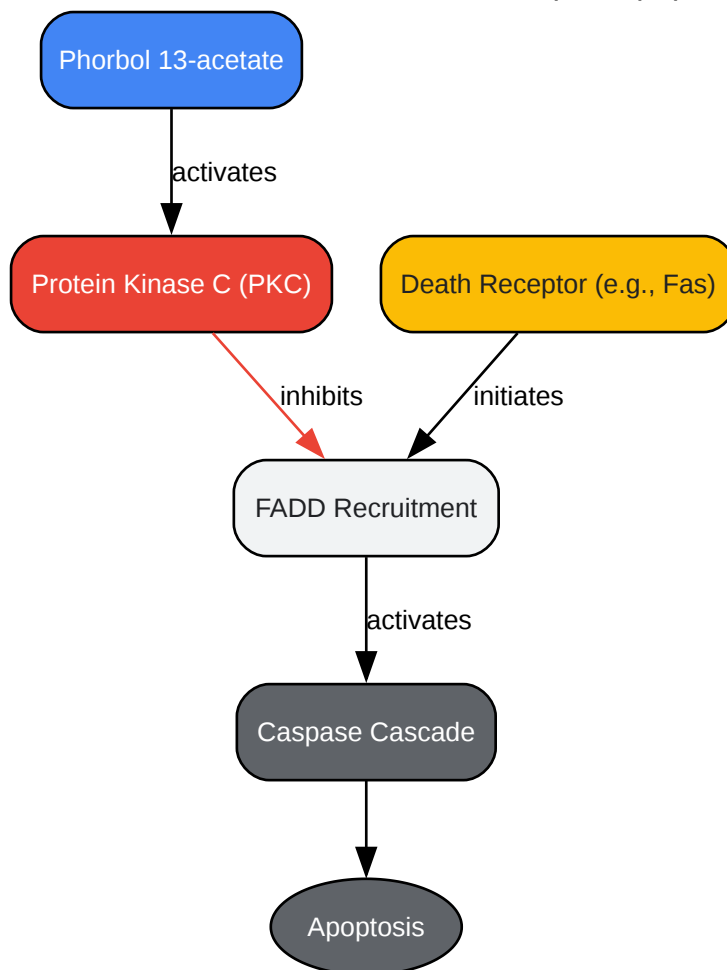 Phorbol 13-acetate
activates
Protein Kinase C (PKC)
Death Receptor (e.g., Fas)
inhibits
initiates
FADD Recruitment
activates
Caspase Cascade
Apoptosis